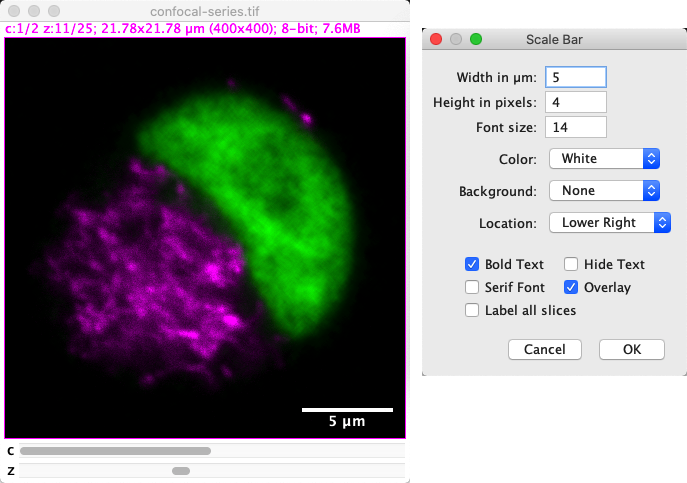 confocal-series.tif
c:1/2 z:11/25; 21.78x21.78 µm (400x400); 8-bit; 7.6MB
5 µm
c
z
Scale Bar
Width in µm: 5
Height in pixels: 4
Font size: 14
Color: White
Background: None
Location: Lower Right
Bold Text Hide Text
Serif Font Overlay
Label all slices
Cancel OK